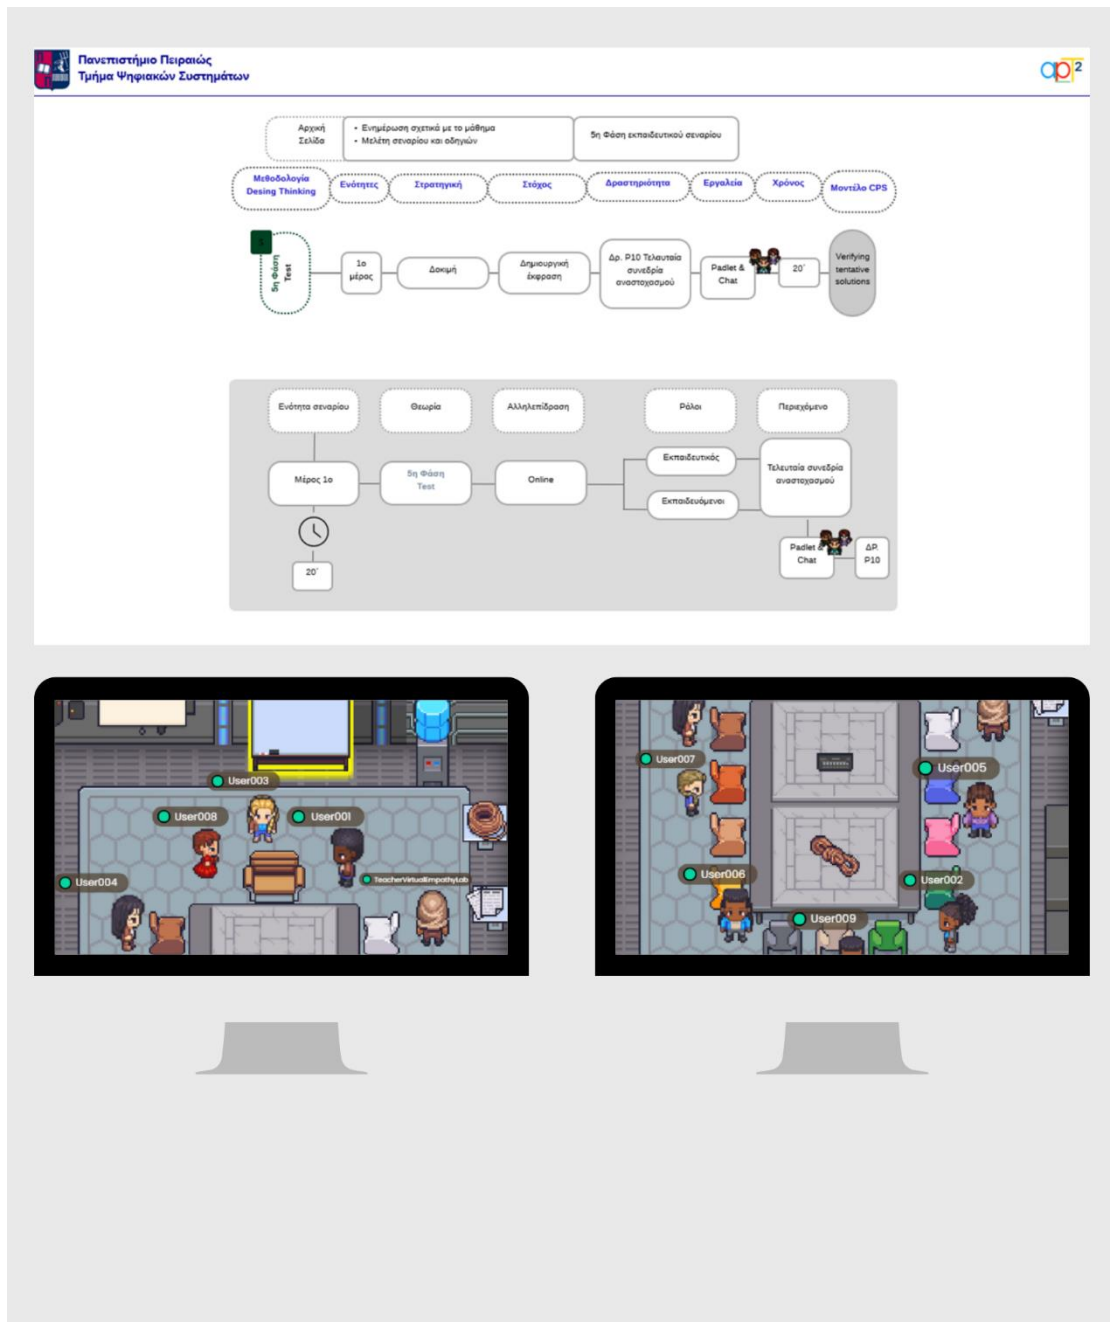 Πανεπιστήμιο Πειραιώς
Τμήμα Ψηφιακών Συστημάτων
apT²
Αρχική
Σελίδα
• Ενημέρωση σχετικά με το μάθημα
• Μελέτη σεναρίου και οδηγιών
5η Φάση εκπαιδευτικού σεναρίου
Μεθοδολογία
Desing Thinking
Ενότητες
Στρατηγική
Στόχος
Δραστηριότητα
Εργαλεία
Χρόνος
Μοντέλο CPS
5η Φάση
Test
1ο
μέρος
Δοκιμή
Δημιουργική
έκφραση
Δρ. P10 Τελευταία
συνεδρία
αναστοχασμού
Padlet &
Chat
20΄
Verifying
tentative
solutions
Ενότητα σεναρίου
Θεωρία
Αλληλεπίδραση
Ρόλοι
Περιεχόμενο
Μέρος 1ο
5η Φάση
Test
Online
Εκπαιδευτικός
Εκπαιδευόμενοι
Τελευταία συνεδρία
αναστοχασμού
20΄
Padlet &
Chat
ΔΡ.
P10
User003
User008
User001
User004
TeacherVirtualEmpathyLab
User007
User005
User006
User002
User009